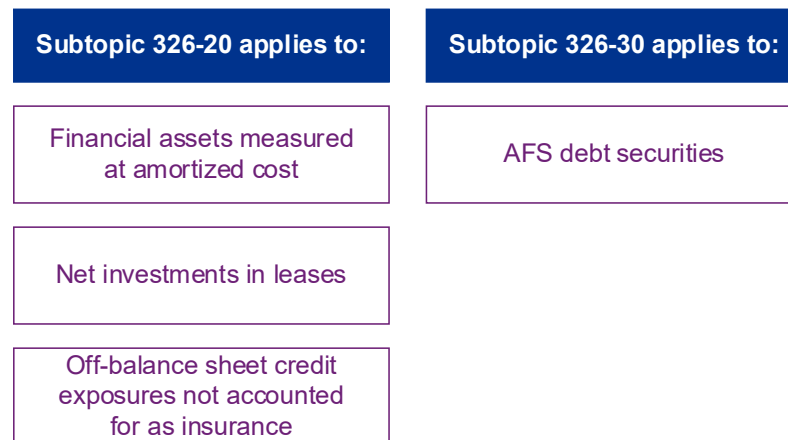 Subtopic 326-20 applies to:
Subtopic 326-30 applies to:
Financial assets measured
at amortized cost
AFS debt securities
Net investments in leases
Off-balance sheet credit
exposures not accounted
for as insurance